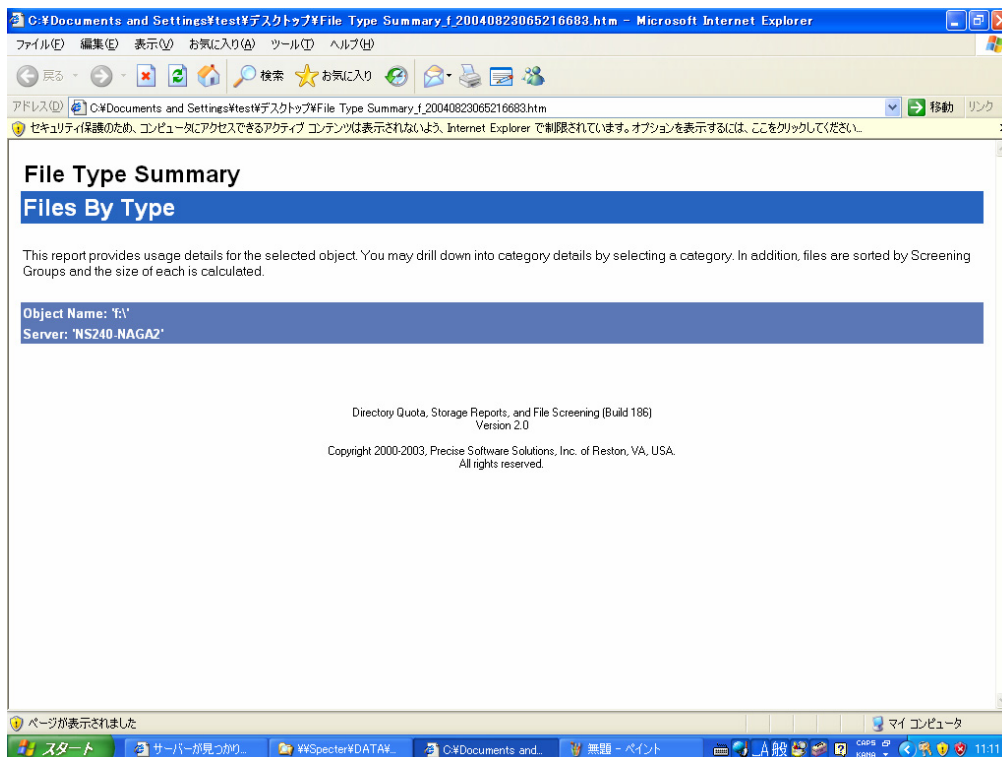 C:¥Documents and Settings¥test¥デスクトップ¥File Type Summary_f_20040823065216683.htm - Microsoft Internet Explorer
ファイル(F) 編集(E) 表示(V) お気に入り(A) ツール(T) ヘルプ(H)
戻る 検索 お気に入り
アドレス(D) C:¥Documents and Settings¥test¥デスクトップ¥File Type Summary_f_20040823065216683.htm 移動 リンク
セキュリティ保護のため、コンピュータにアクセスできるアクティブ コンテンツは表示されないよう、Internet Explorer で制限されています。オプションを表示するには、ここをクリックしてください...
File Type Summary
Files By Type
This report provides usage details for the selected object. You may drill down into category details by selecting a category. In addition, files are sorted by Screening
Groups and the size of each is calculated.
Object Name: 'f:\'
Server: 'NS240-NAGA2'
Directory Quota, Storage Reports, and File Screening (Build 186)
Version 2.0
Copyright 2000-2003, Precise Software Solutions, Inc. of Reston, VA, USA.
All rights reserved.
ページが表示されました マイ コンピュータ
スタート サーバーが見つかり... ¥¥Specter¥DATA¥... C:¥Documents and... 無題 - ペイント A 般 CAPS KANA 11:11